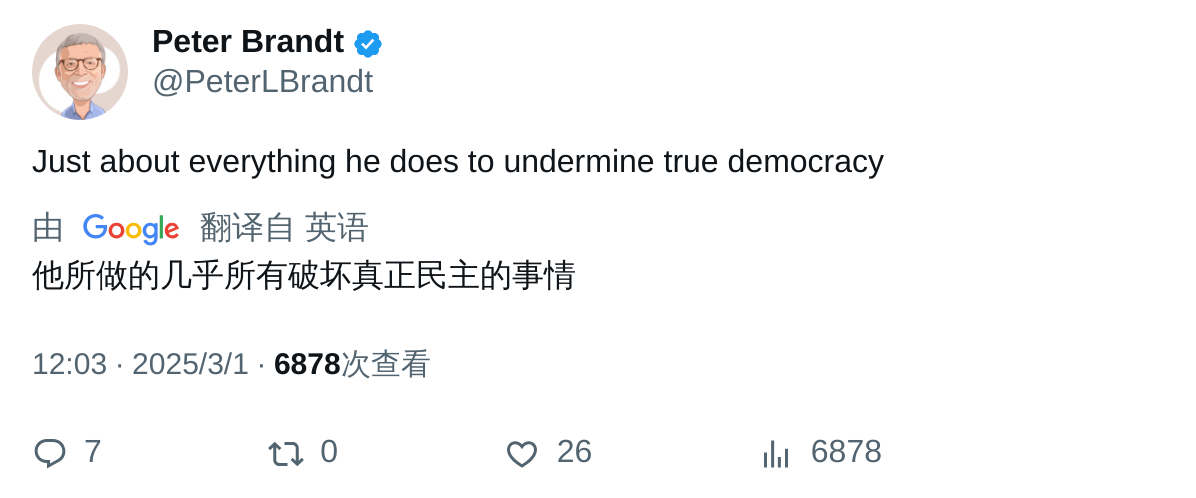 Peter Brandt
@PeterLBrandt
Just about everything he does to undermine true democracy
由 Google 翻译自 英语
他所做的几乎所有破坏真正民主的事情
12:03 · 2025/3/1 · 6878次查看
7 0 26 6878